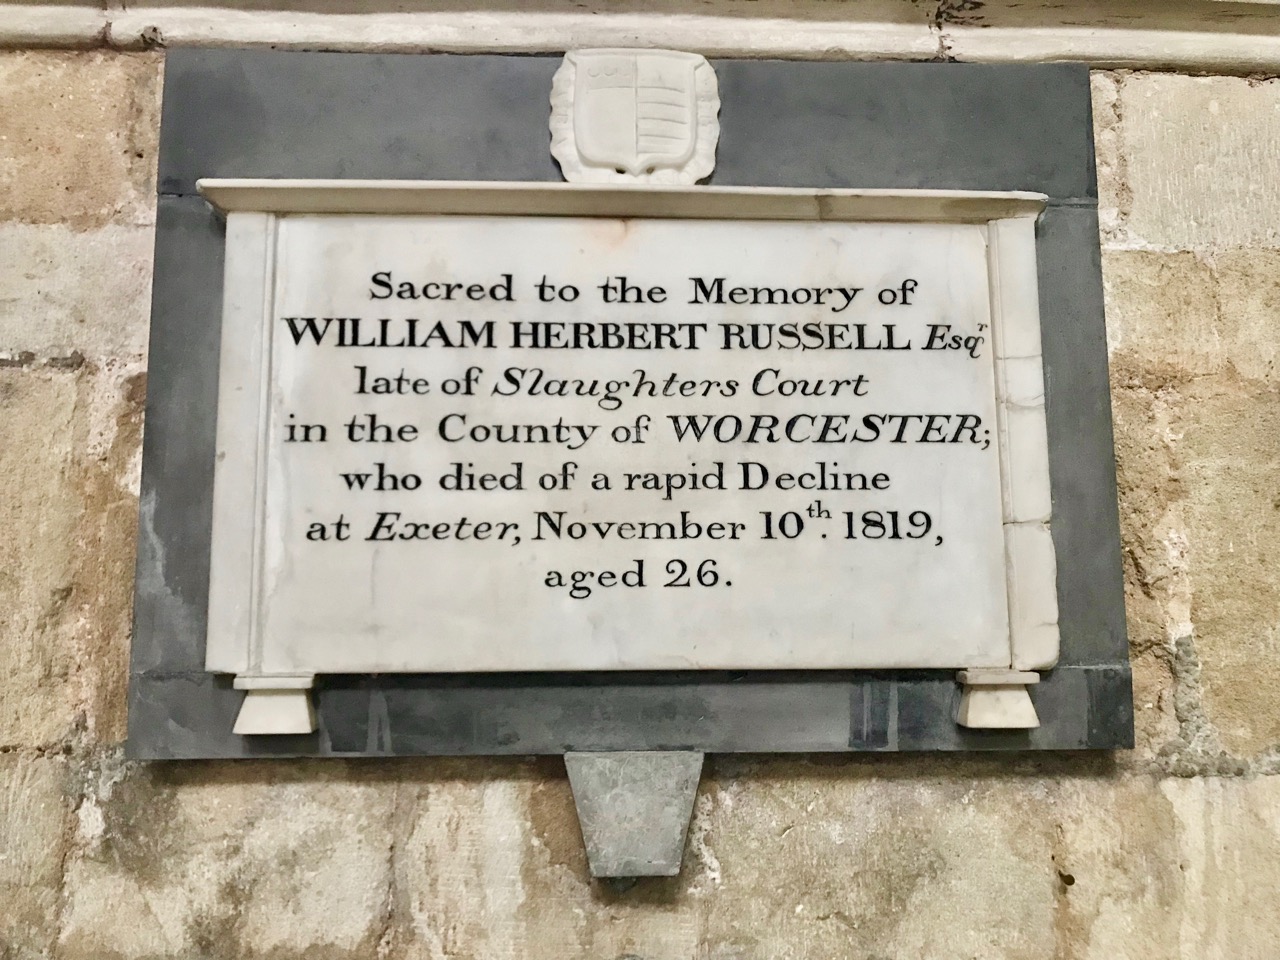 Sacred to the Memory of
WILLIAM HERBERT RUSSELL Esqr
late of Slaughters Court
in the County of WORCESTER;
who died of a rapid Decline
at Exeter, November 10th. 1819,
aged 26.